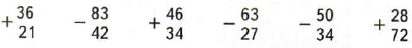 + 36 − 83 + 46 − 63 − 50 + 28
21 42 34 27 34 72